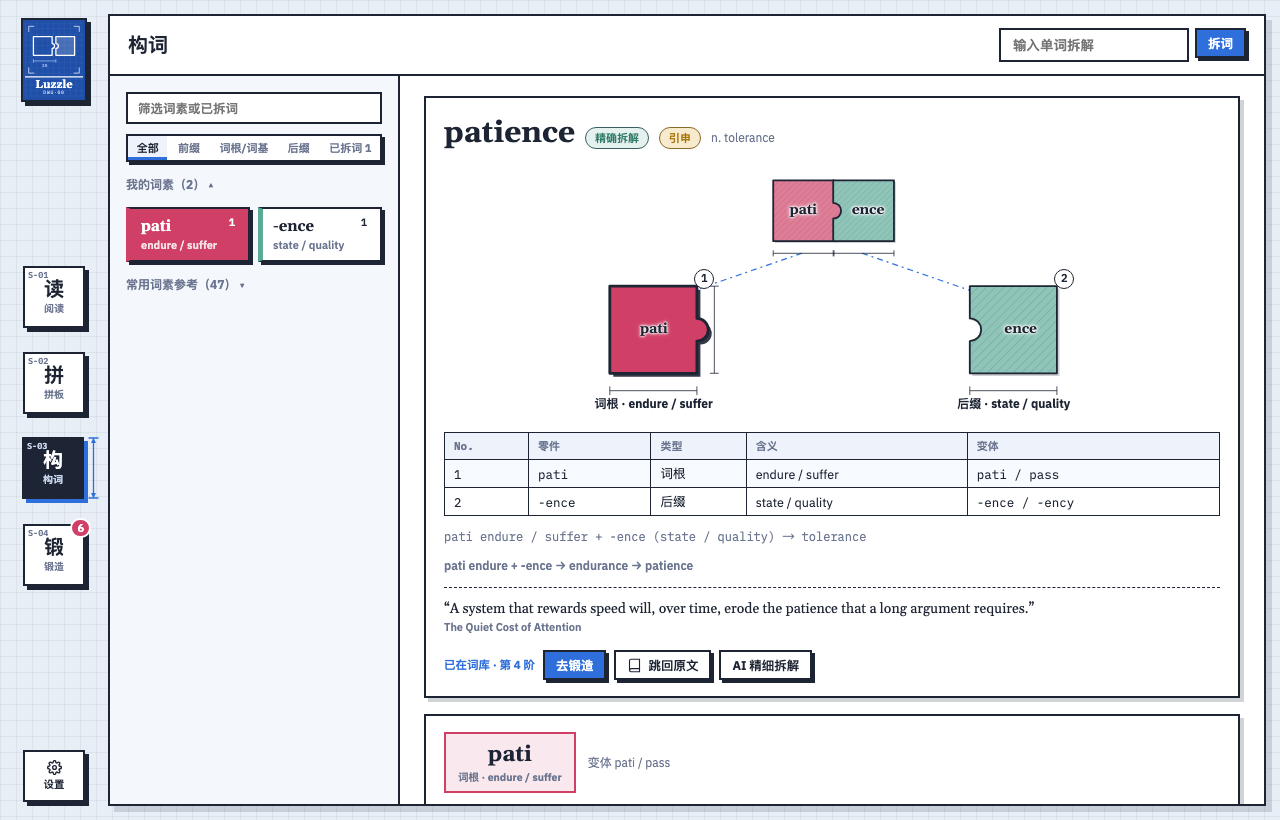 Luzzle
构词
输入单词拆解
拆词
筛选词素或已拆词
全部 前缀 词根/词基 后缀 已拆词 1
我的词素（2）
pati 1
endure / suffer
-ence 1
state / quality
常用词素参考（47）
S-01
读
阅读
S-02
拼
拼板
S-03
构
构词
S-04
6
锻
锻造
设置
patience 精确拆解 引申 n. tolerance
pati ence
1
pati
2
ence
词根 · endure / suffer
后缀 · state / quality
No. 零件 类型 含义 变体
1 pati 词根 endure / suffer pati / pass
2 -ence 后缀 state / quality -ence / -ency
pati endure / suffer + -ence (state / quality) → tolerance
pati endure + -ence → endurance → patience
“A system that rewards speed will, over time, erode the patience that a long argument requires.”
The Quiet Cost of Attention
已在词库 · 第 4 阶 去锻造 跳回原文 AI 精细拆解
pati
词根 · endure / suffer
变体 pati / pass